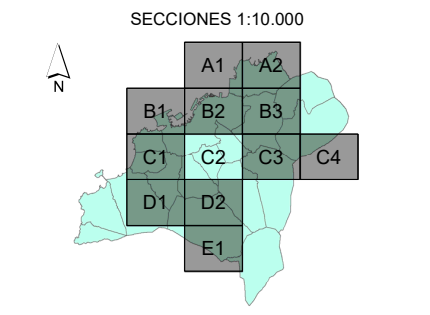 SECCIONES 1:10.000
N
A1 A2
B1 B2 B3
C1 C2 C3 C4
D1 D2
E1